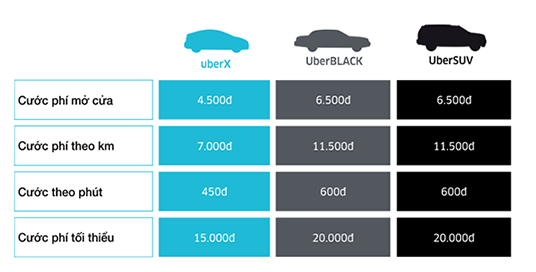 uberX UberBLACK UberSUV
Cước phí mở cửa 4.500đ 6.500đ 6.500đ
Cước phí theo km 7.000đ 11.500đ 11.500đ
Cước theo phút 450đ 600đ 600đ
Cước phí tối thiểu 15.000đ 20.000đ 20.000đ